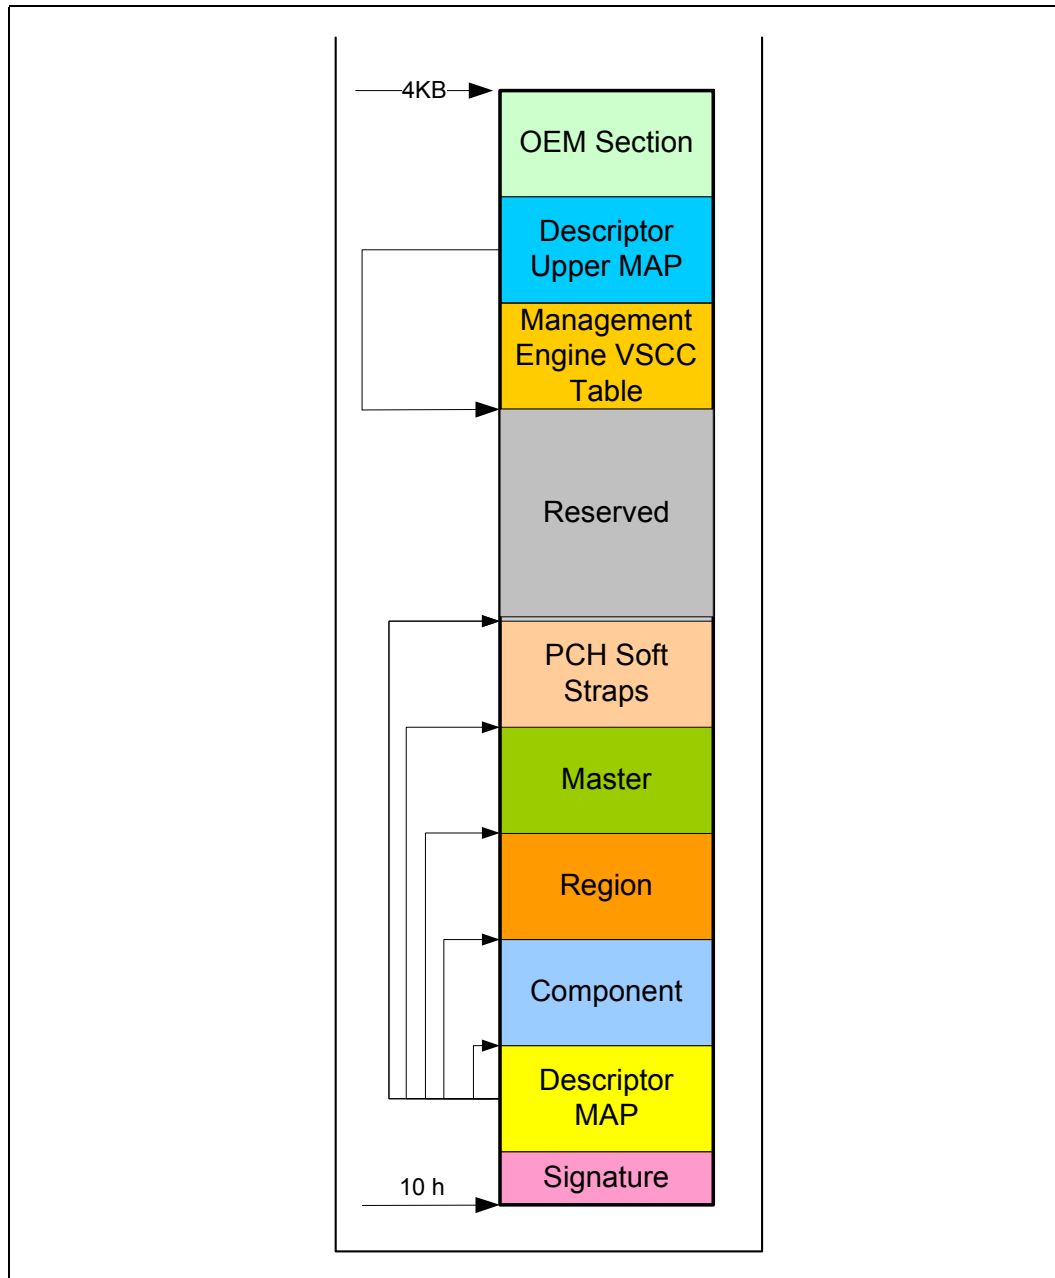 4KB
OEM Section
Descriptor
Upper MAP
Management
Engine VSCC
Table
Reserved
PCH Soft
Straps
Master
Region
Component
Descriptor
MAP
Signature
10 h